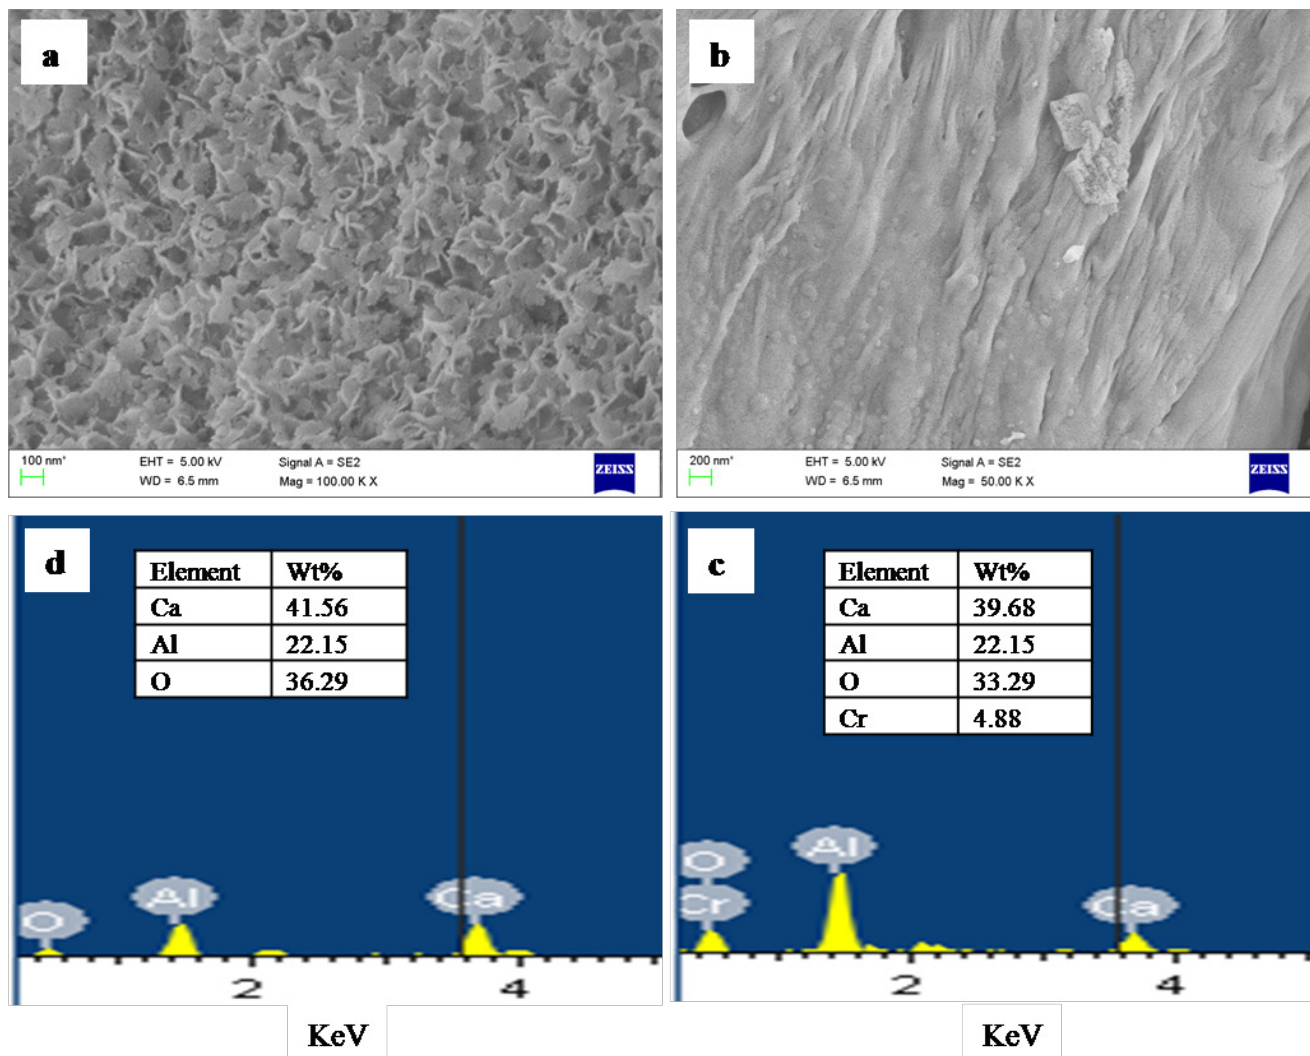 a
100 nm*
EHT = 5.00 kV
WD = 6.5 mm
Signal A = SE2
Mag = 100.00 K X
ZEISS
b
200 nm*
EHT = 5.00 kV
WD = 6.5 mm
Signal A = SE2
Mag = 50.00 K X
ZEISS
d
Element Wt%
Ca 41.56
Al 22.15
O 36.29
O
Al
Ca
2 4
KeV
c
Element Wt%
Ca 39.68
Al 22.15
O 33.29
Cr 4.88
O
Cr
Al
Ca
2 4
KeV